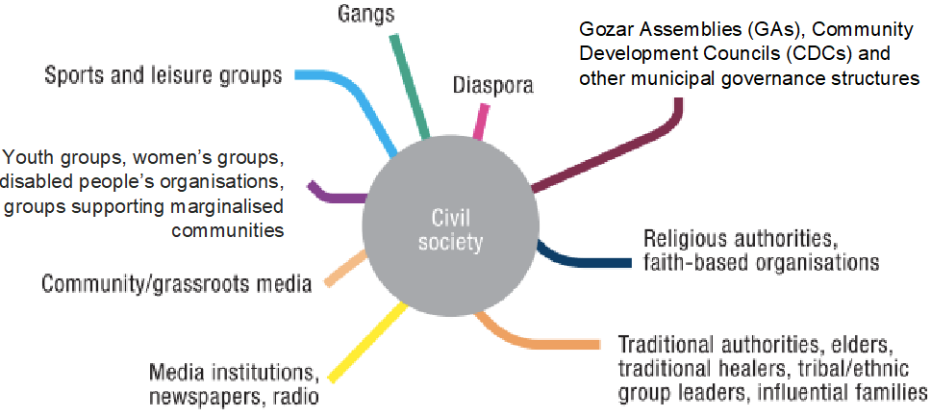 Gangs
Gozar Assemblies (GAs), Community
Development Councils (CDCs) and
other municipal governance structures
Sports and leisure groups
Diaspora
Youth groups, women's groups,
disabled people's organisations,
groups supporting marginalised
communities
Civil
society
Religious authorities,
faith-based organisations
Community/grassroots media
Media institutions,
newspapers, radio
Traditional authorities, elders,
traditional healers, tribal/ethnic
group leaders, influential families